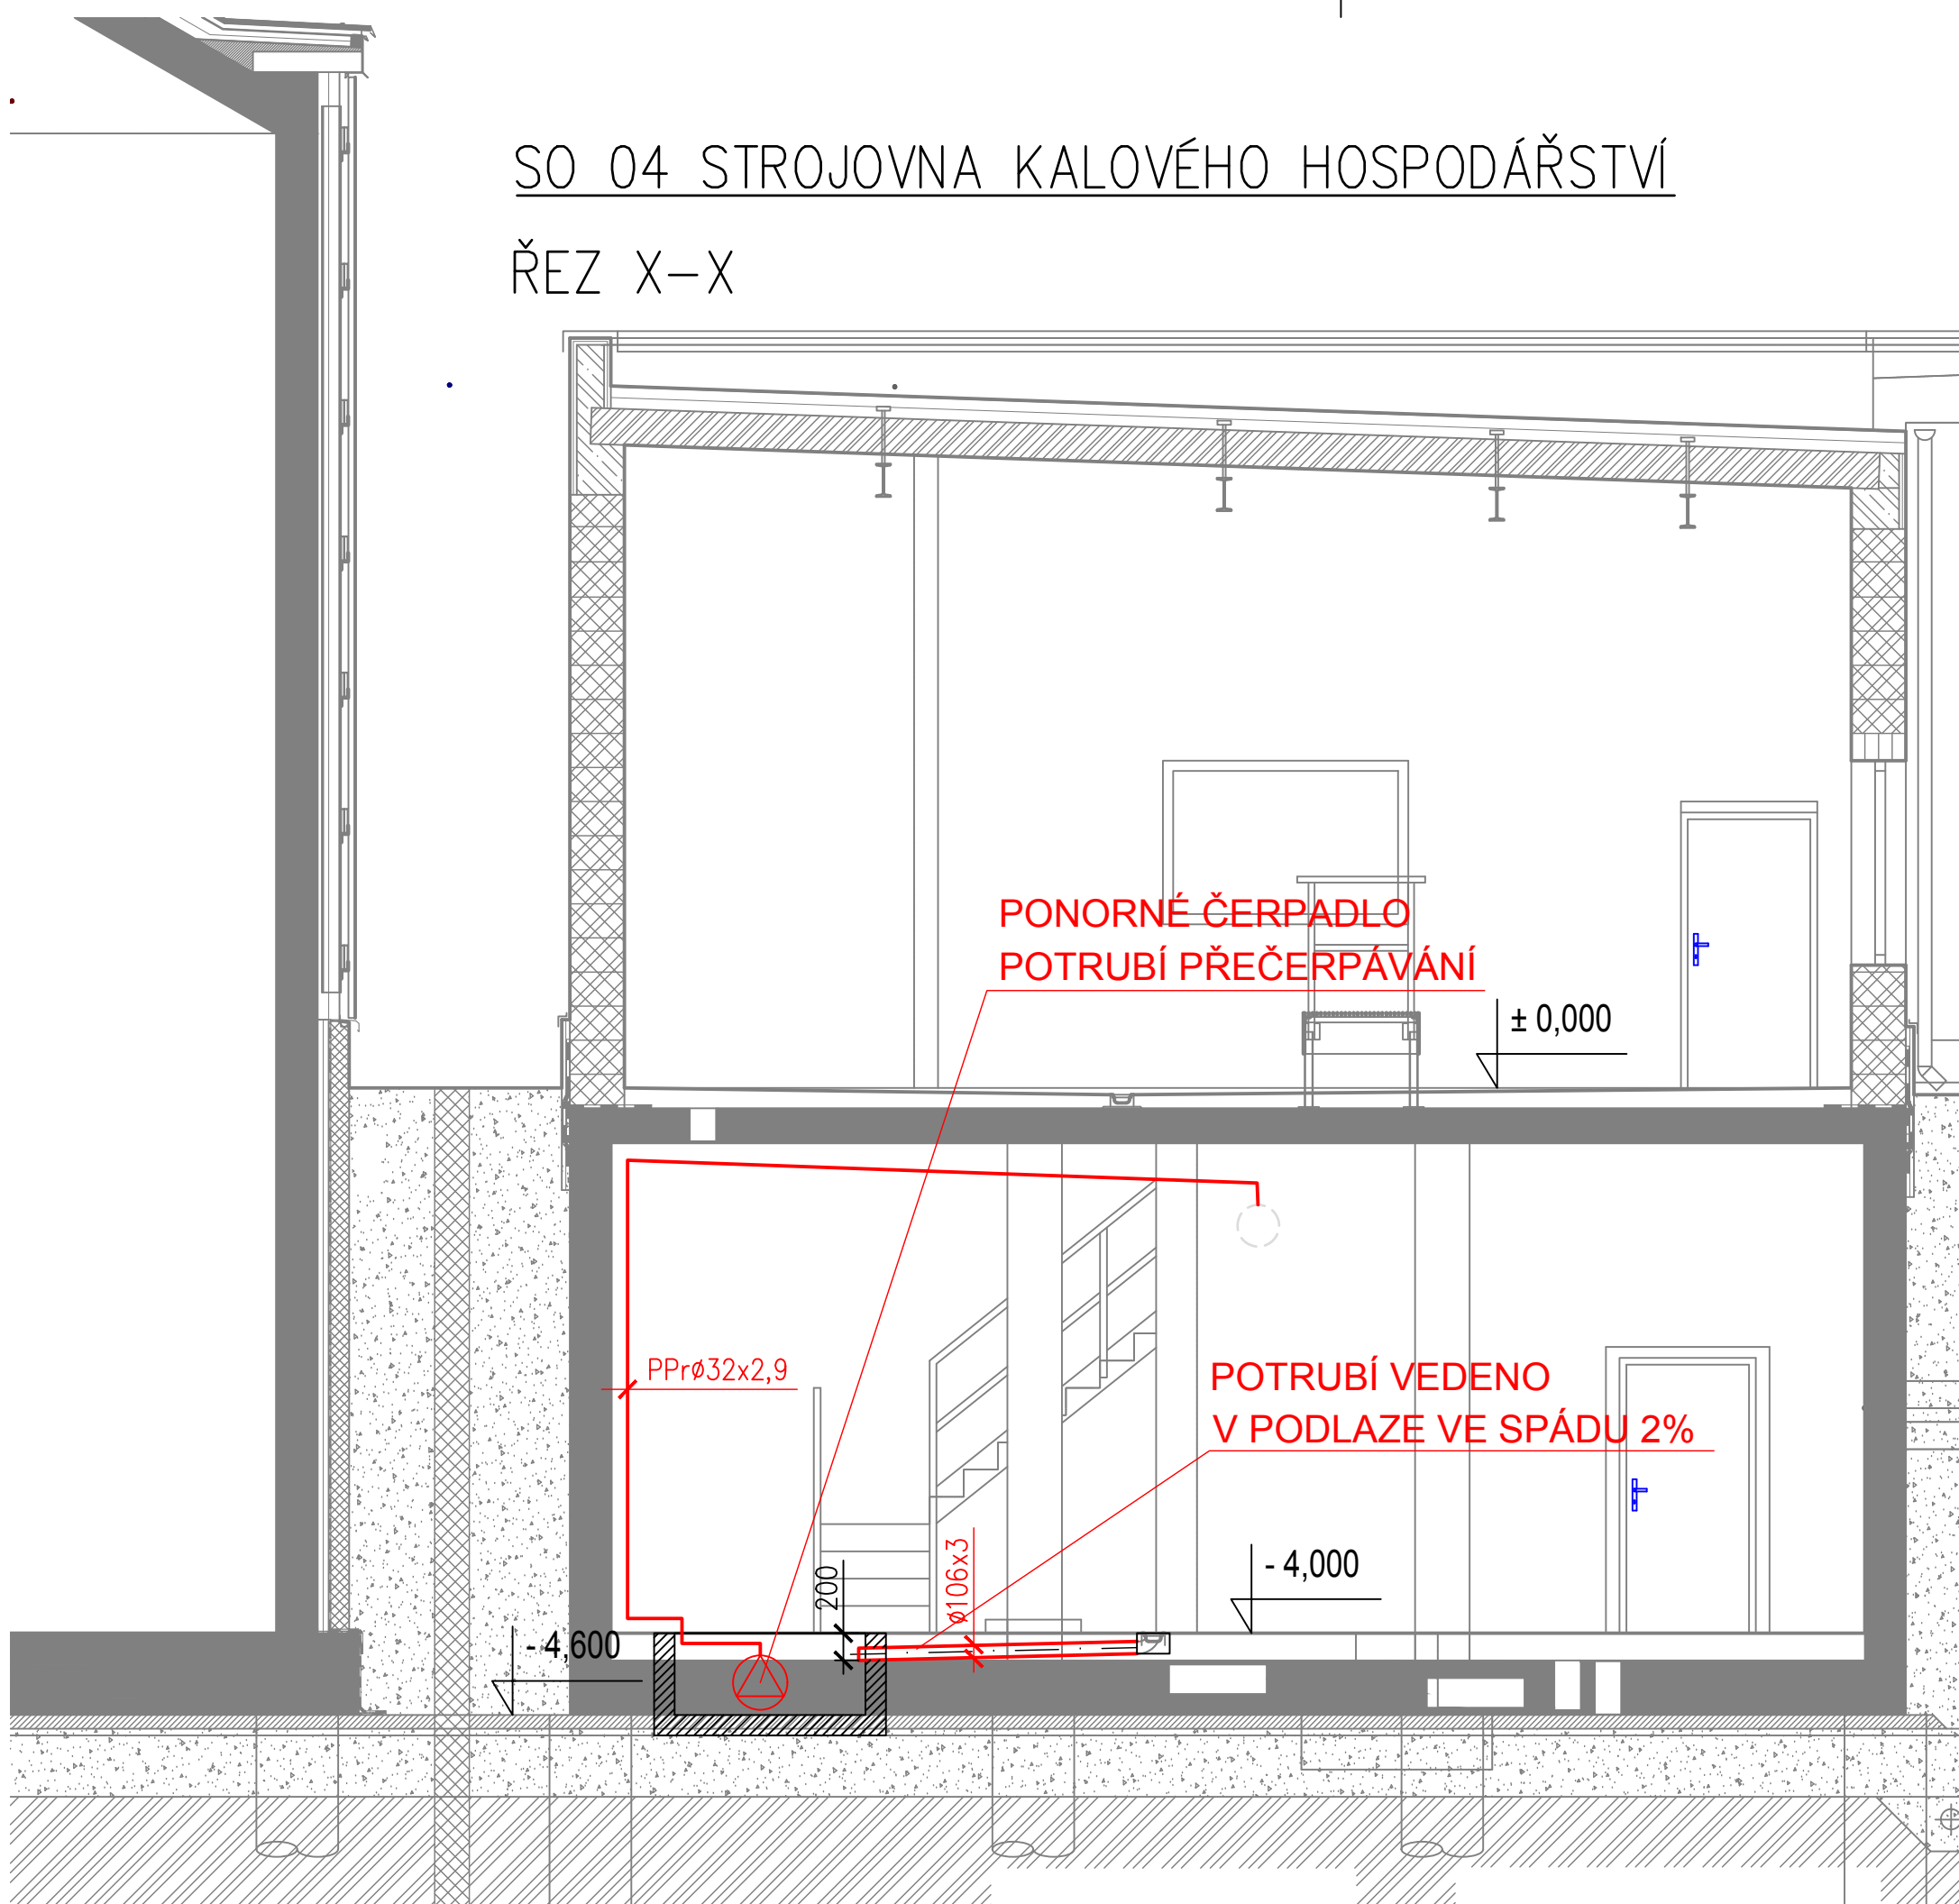 SO 04 STROJOVNA KALOVÉHO HOSPODÁŘSTVÍ
ŘEZ X-X
PONORNÉ ČERPADLO
POTRUBÍ PŘEČERPÁVÁNÍ
± 0,000
PPrø32x2,9
POTRUBÍ VEDENO
V PODLAZE VE SPÁDU 2%
200
ø106x3
- 4,000
- 4,600